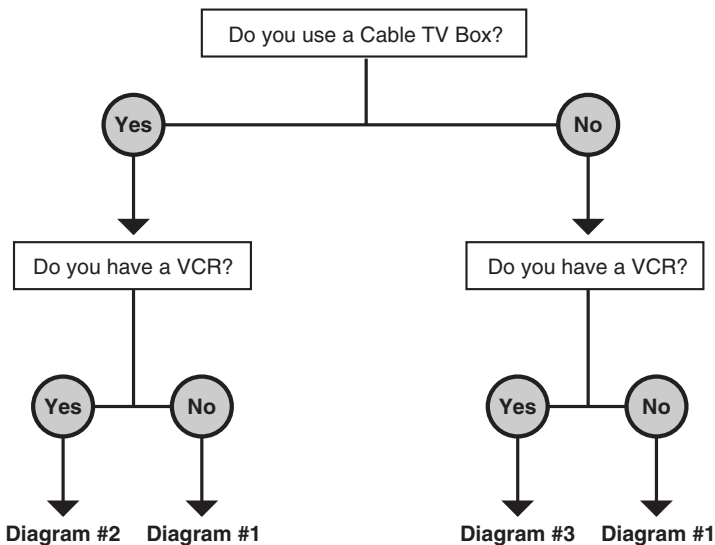 Do you use a Cable TV Box?
Yes
No
Do you have a VCR?
Do you have a VCR?
Yes
No
Yes
No
Diagram #2
Diagram #1
Diagram #3
Diagram #1